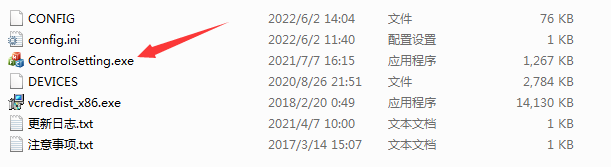 CONFIG 2022/6/2 14:04 文件 76 KB
config.ini 2022/6/2 11:40 配置设置 1 KB
ControlSetting.exe 2021/7/7 16:15 应用程序 1,267 KB
DEVICES 2020/8/26 21:51 文件 2,784 KB
vcredist_x86.exe 2018/2/20 0:49 应用程序 14,130 KB
更新日志.txt 2021/4/7 10:00 文本文档 1 KB
注意事项.txt 2017/3/14 15:07 文本文档 1 KB